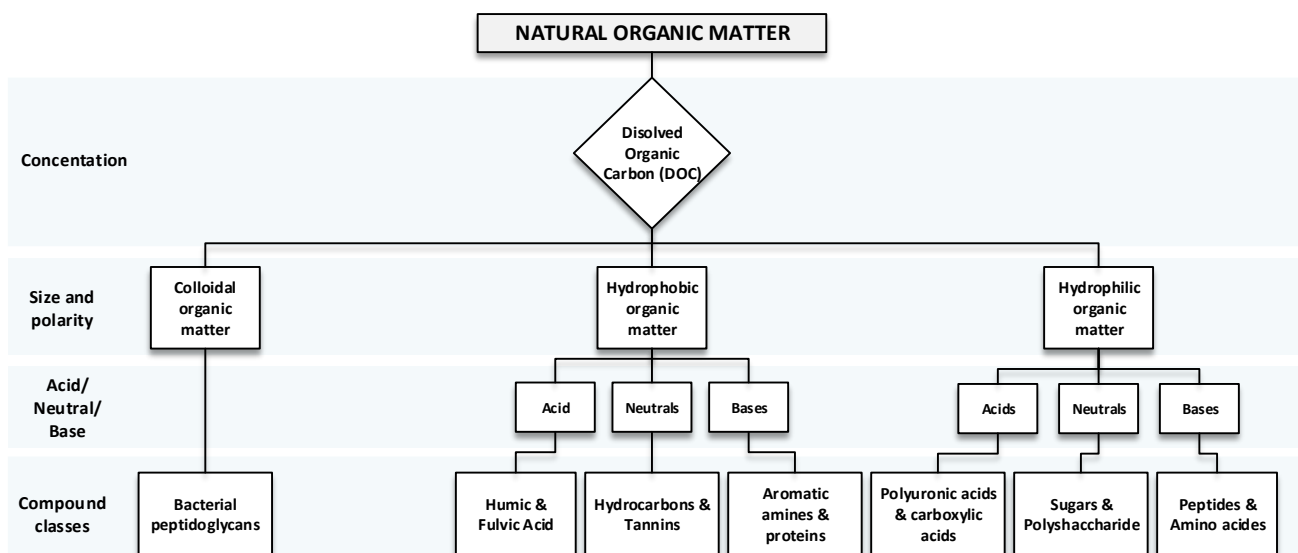 NATURAL ORGANIC MATTER
Concentation
Disolved
Organic
Carbon (DOC)
Size and
polarity
Colloidal
organic
matter
Hydrophobic
organic
matter
Hydrophilic
organic
matter
Acid/
Neutral/
Base
Acid
Neutrals
Bases
Acids
Neutrals
Bases
Compound
classes
Bacterial
peptidoglycans
Humic &
Fulvic Acid
Hydrocarbons &
Tannins
Aromatic
amines &
proteins
Polyuronic acids
& carboxylic
acids
Sugars &
Polyshaccharide
Peptides &
Amino acides